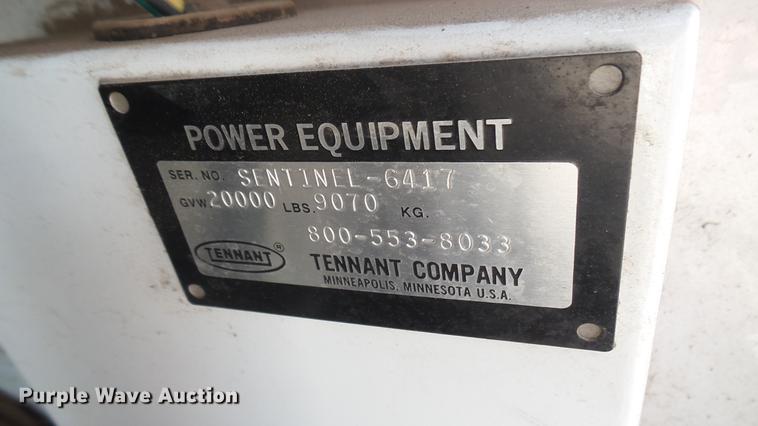 POWER EQUIPMENT
SER. NO. SENTINEL-6417
GVW 20000 LBS. 9070 KG.
800-553-8033
TENNANT ®
TENNANT COMPANY
MINNEAPOLIS, MINNESOTA U.S.A.
Purple Wave Auction